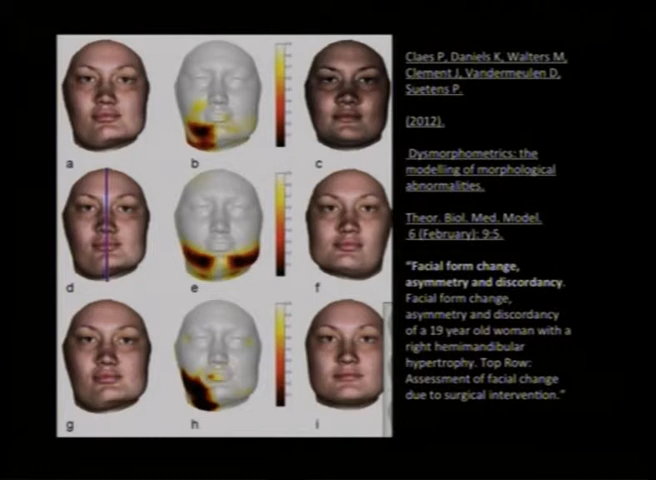 Claes P, Daniels K, Walters M,
Clement J, Vandermeulen D,
Suetens P.
(2012).
Dysmorphometrics: the
modelling of morphological
abnormalities.
Theor. Biol. Med. Model.
6 (February): 9:5.
"Facial form change,
asymmetry and discordancy.
Facial form change,
asymmetry and discordancy
of a 19 year old woman with a
right hemimandibular
hypertrophy. Top Row:
Assessment of facial change
due to surgical intervention."
a b c
d e f
g h i